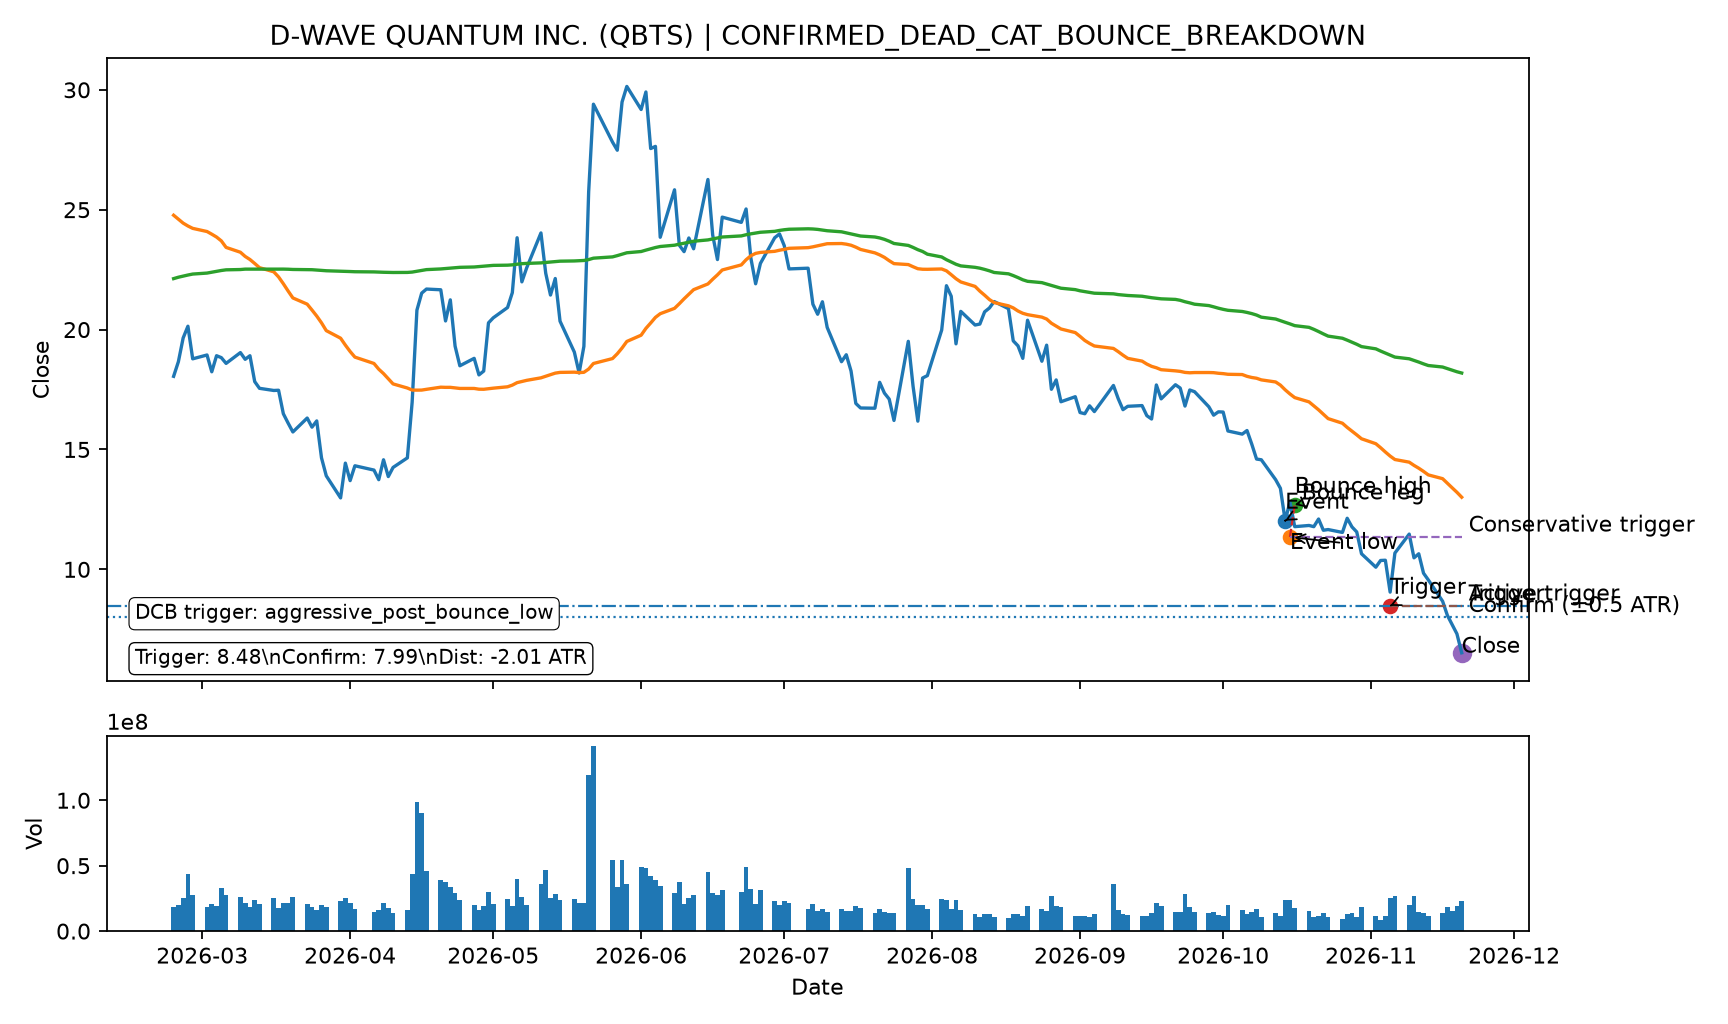 D-WAVE QUANTUM INC. (QBTS) | CONFIRMED_DEAD_CAT_BOUNCE_BREAKDOWN
Close
30
25
20
15
10
Bounce high
Bounce leg
Event
Event low
Conservative trigger
Trigger
Active trigger
Confirm (−0.5 ATR)
Close
DCB trigger: aggressive_post_bounce_low
Trigger: 8.48\nConfirm: 7.99\nDist: -2.01 ATR
1e8
Vol
1.0
0.5
0.0
2026-03 2026-04 2026-05 2026-06 2026-07 2026-08 2026-09 2026-10 2026-11 2026-12
Date